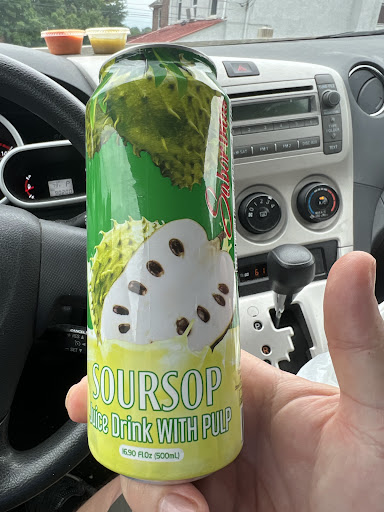 SOURSOP
Juice Drink WITH PULP
16.90 Fl.Oz (500mL)